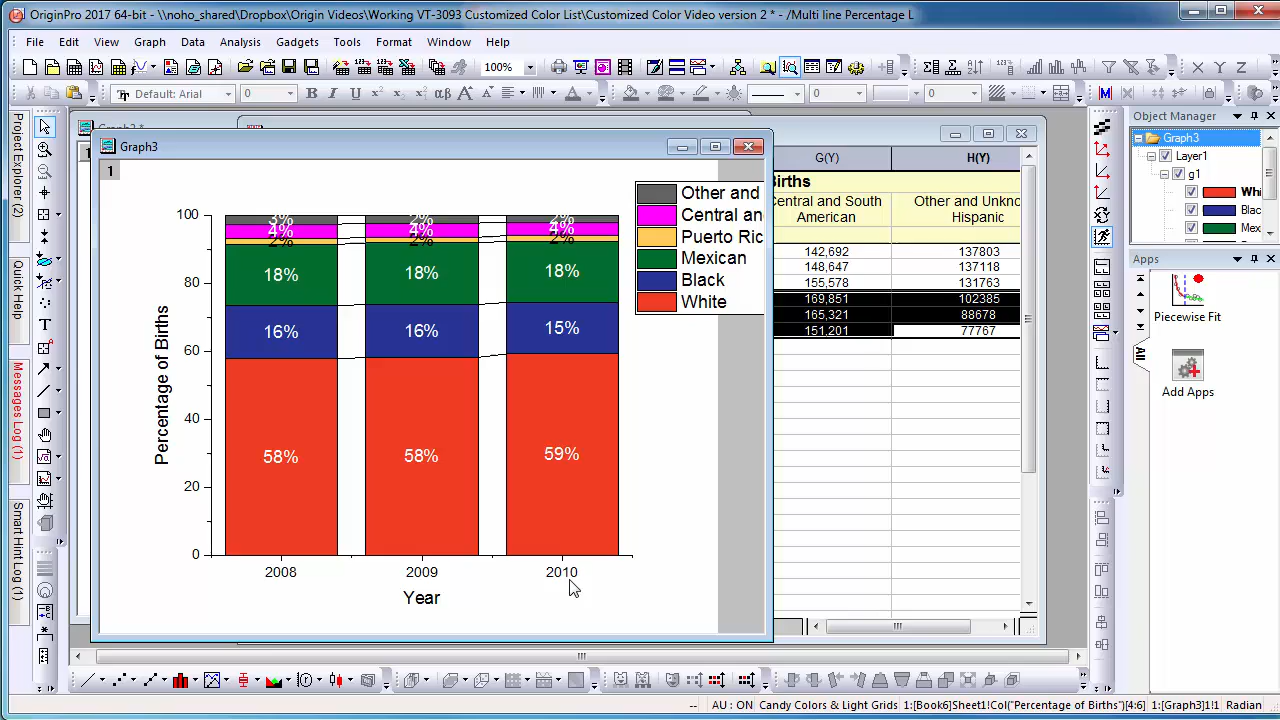 OriginPro 2017 64-bit - \\noho_shared\Dropbox\Origin Videos\Working VT-3093 Customized Color List\Customized Color Video version 2 * - /Multi line Percentage L
File Edit View Graph Data Analysis Gadgets Tools Format Window Help
100%
Default: Arial 0 B I U αβ A 0 0
Project Explorer (2)
Quick Help
Messages Log (1)
Smart Hint Log (1)
Graph3
1
100
80
60
40
20
0
Percentage of Births
3% 2% 2%
4% 4% 4%
2% 2% 2%
18% 18% 18%
16% 16% 15%
58% 58% 59%
2008 2009 2010
Year
Other and
Central an
Puerto Ric
Mexican
Black
White
G(Y) H(Y)
Births
Central and South American
Other and Unkno Hispanic
142,692 137803
148,647 137118
155,578 131763
169,851 102385
165,321 88678
151,201 77767
Object Manager
Graph3
Layer1
g1
Whi
Blac
Mex
Apps
All
Piecewise Fit
Add Apps
-- AU : ON Candy Colors & Light Grids 1:[Book6]Sheet1!Col("Percentage of Births")[4:6] 1:[Graph3]1!1 Radian